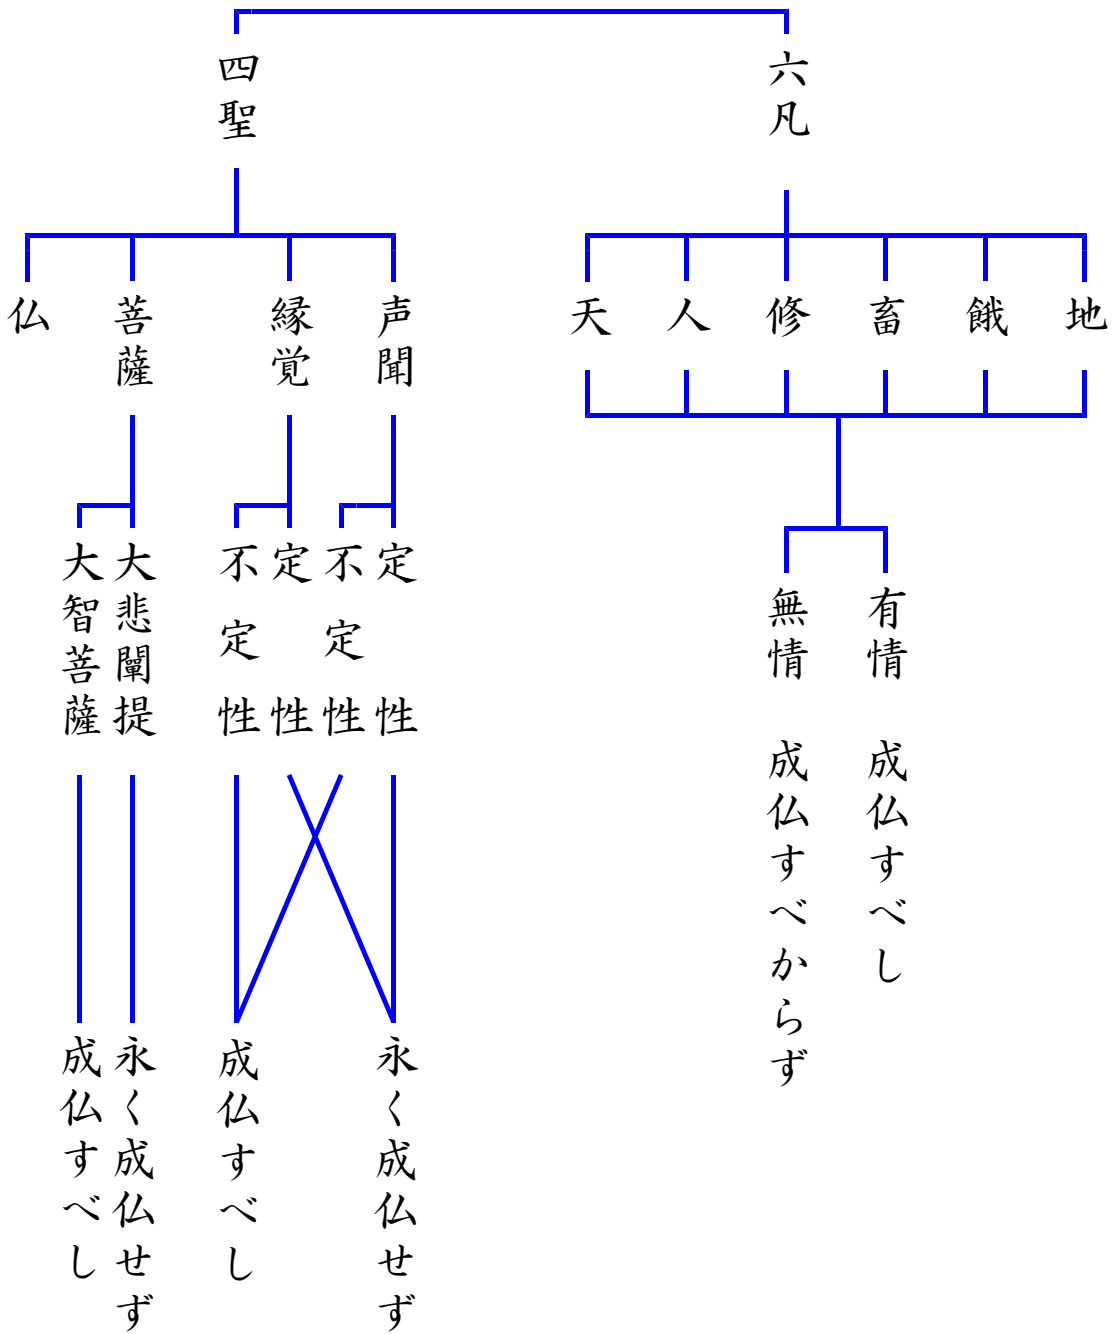 六凡
四聖
地
餓
畜
修
人
天
声聞
縁覚
菩薩
仏
有情 成仏すべし
無情 成仏すべからず
定性
不定性
定性
不定性
大悲闡提
大智菩薩
永く成仏せず
成仏すべし
永く成仏せず
成仏すべし